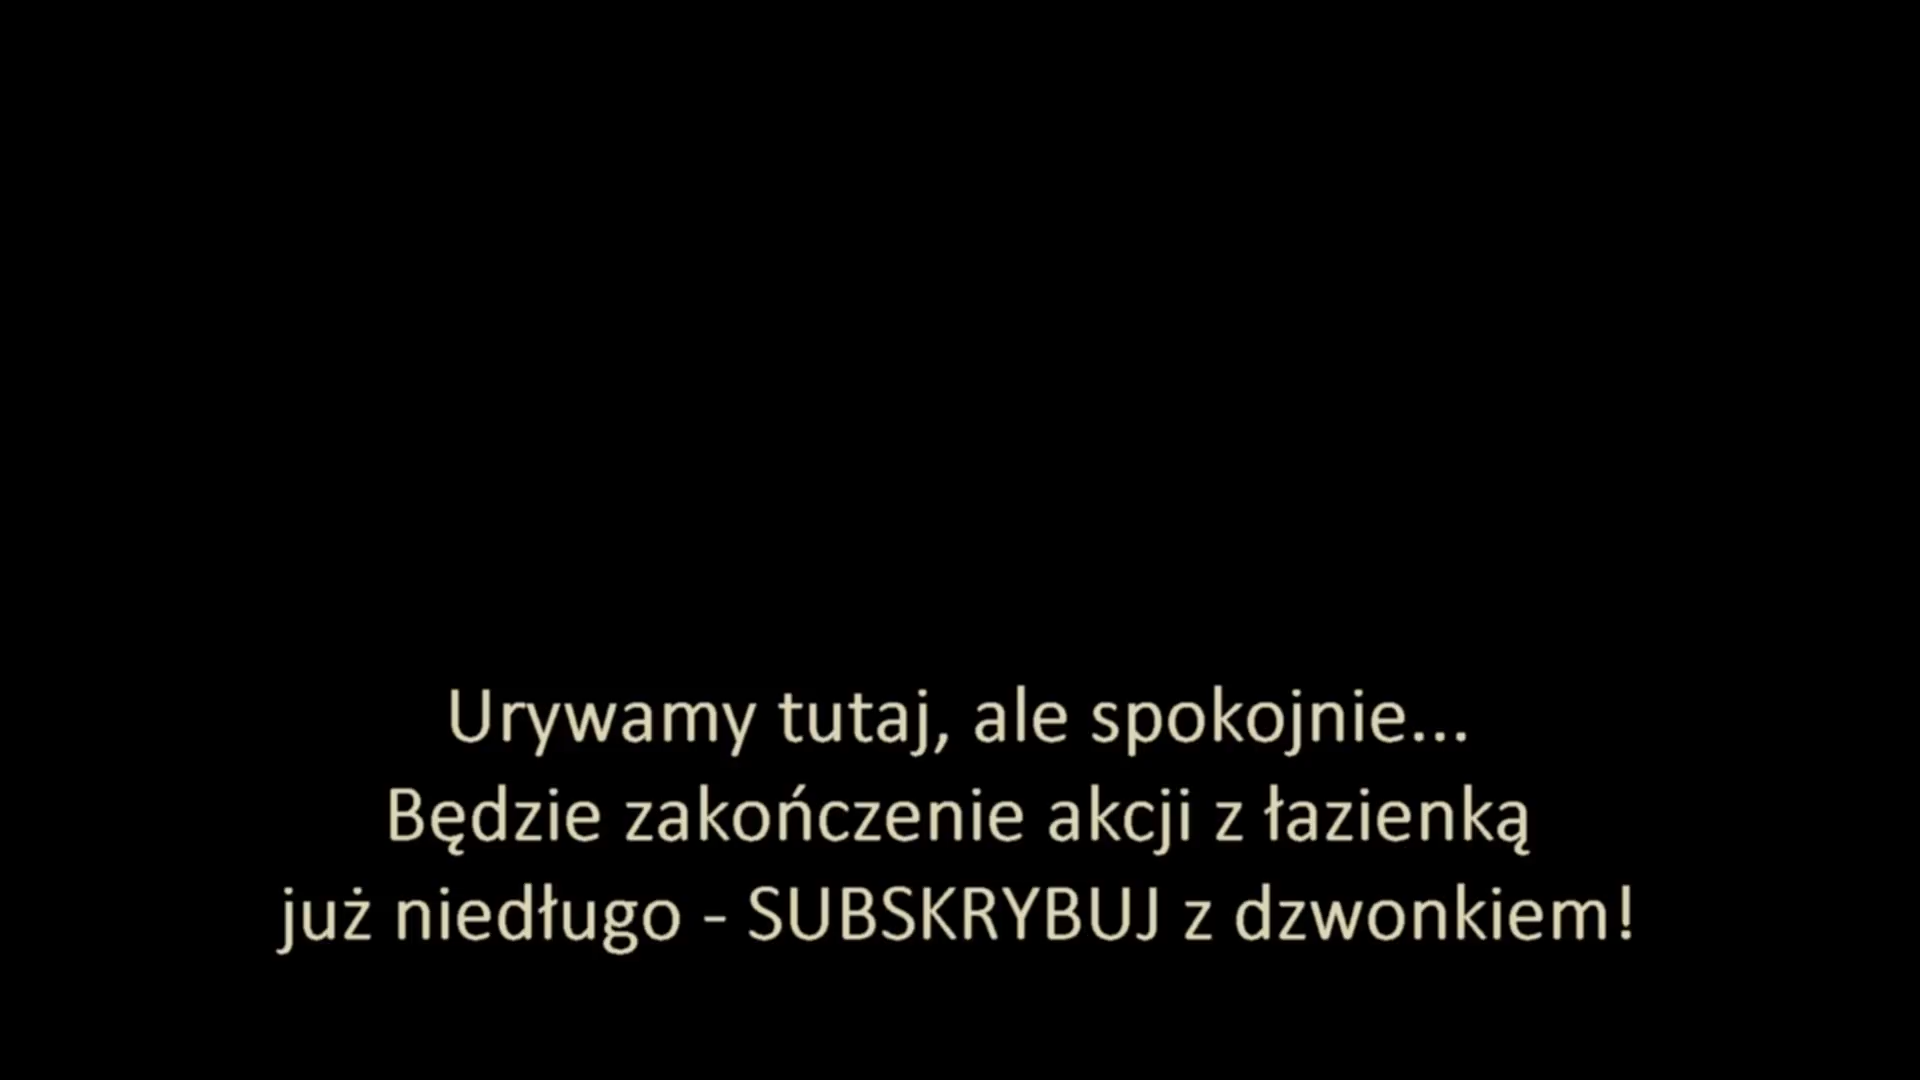 Urywamy tutaj, ale spokojnie...
Będzie zakończenie akcji z łazienką
już niedługo - SUBSKRYBUJ z dzwonkiem!